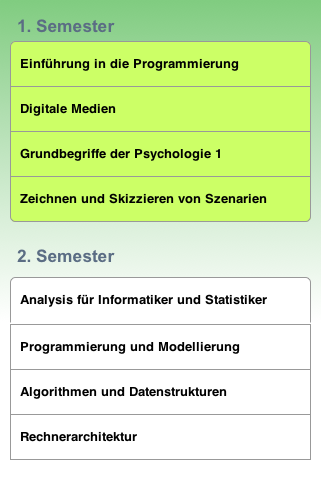 1. Semester
Einführung in die Programmierung
Digitale Medien
Grundbegriffe der Psychologie 1
Zeichnen und Skizzieren von Szenarien
2. Semester
Analysis für Informatiker und Statistiker
Programmierung und Modellierung
Algorithmen und Datenstrukturen
Rechnerarchitektur